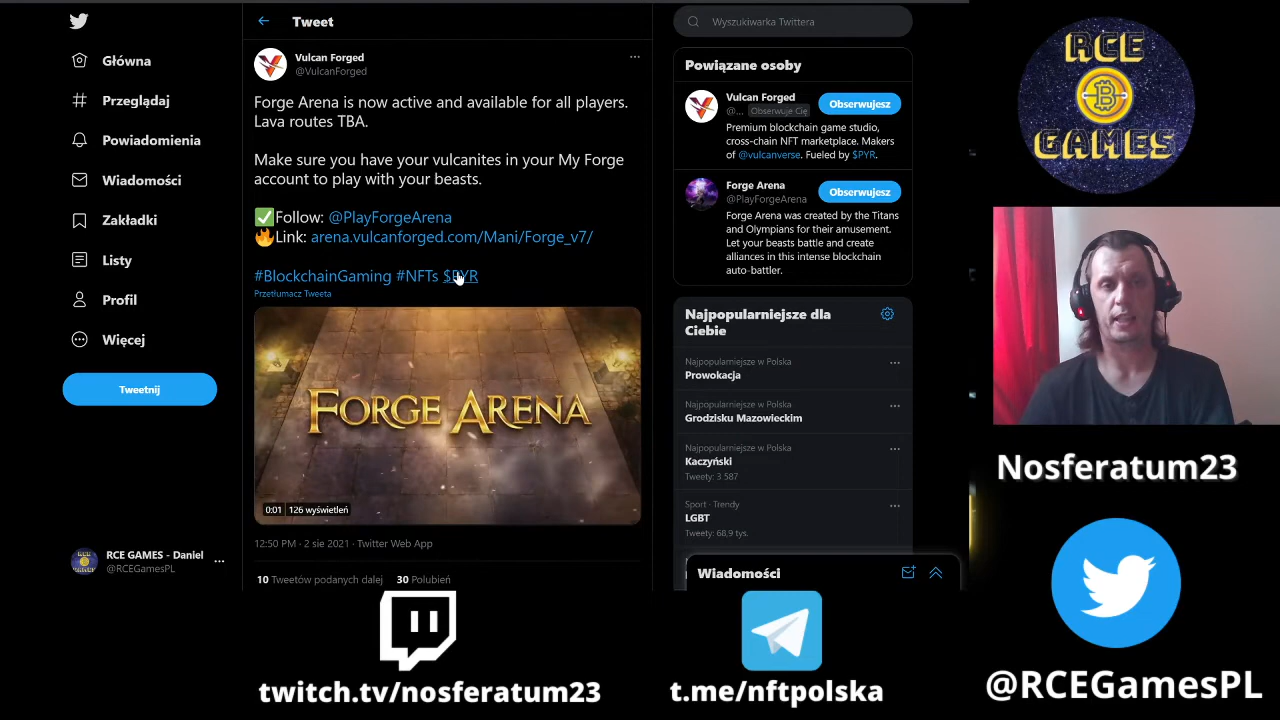 Tweet
Główna
Przeglądaj
Powiadomienia
Wiadomości
Zakładki
Listy
Profil
Więcej
Tweetnij
RCE GAMES - Daniel
@RCEGamesPL
Vulcan Forged
@VulcanForged
Forge Arena is now active and available for all players.
Lava routes TBA.
Make sure you have your vulcanites in your My Forge
account to play with your beasts.
✅Follow: @PlayForgeArena
🔥Link: arena.vulcanforged.com/Mani/Forge_v7/
#BlockchainGaming #NFTs $PYR
Przetłumacz Tweeta
FORGE ARENA
0:01 126 wyświetleń
12:50 PM · 2 sie 2021 · Twitter Web App
10 Tweetów podanych dalej 30 Polubień
Wyszukiwarka Twittera
Powiązane osoby
Vulcan Forged
@... Obserwuje Cię
Obserwujesz
Premium blockchain game studio,
cross-chain NFT marketplace. Makers
of @vulcanverse. Fueled by $PYR.
Forge Arena
@PlayForgeArena
Obserwujesz
Forge Arena was created by the Titans
and Olympians for their amusement.
Let your beasts battle and create
alliances in this intense blockchain
auto-battler.
Najpopularniejsze dla
Ciebie
Najpopularniejsze w Polsce
Prowokacja
Najpopularniejsze w Polsce
Grodzisku Mazowieckim
Najpopularniejsze w Polsce
Kaczyński
Tweety: 3 587
Sport · Trendy
LGBT
Tweety: 68,9 tys.
Wiadomości
RCE
GAMES
Nosferatum23
@RCEGamesPL
twitch.tv/nosferatum23
t.me/nftpolska